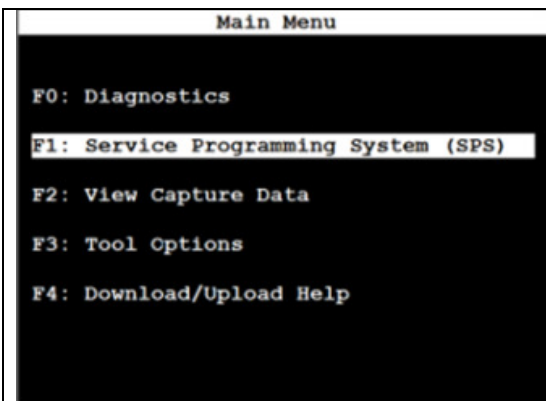 Main Menu
F0: Diagnostics
F1: Service Programming System (SPS)
F2: View Capture Data
F3: Tool Options
F4: Download/Upload Help